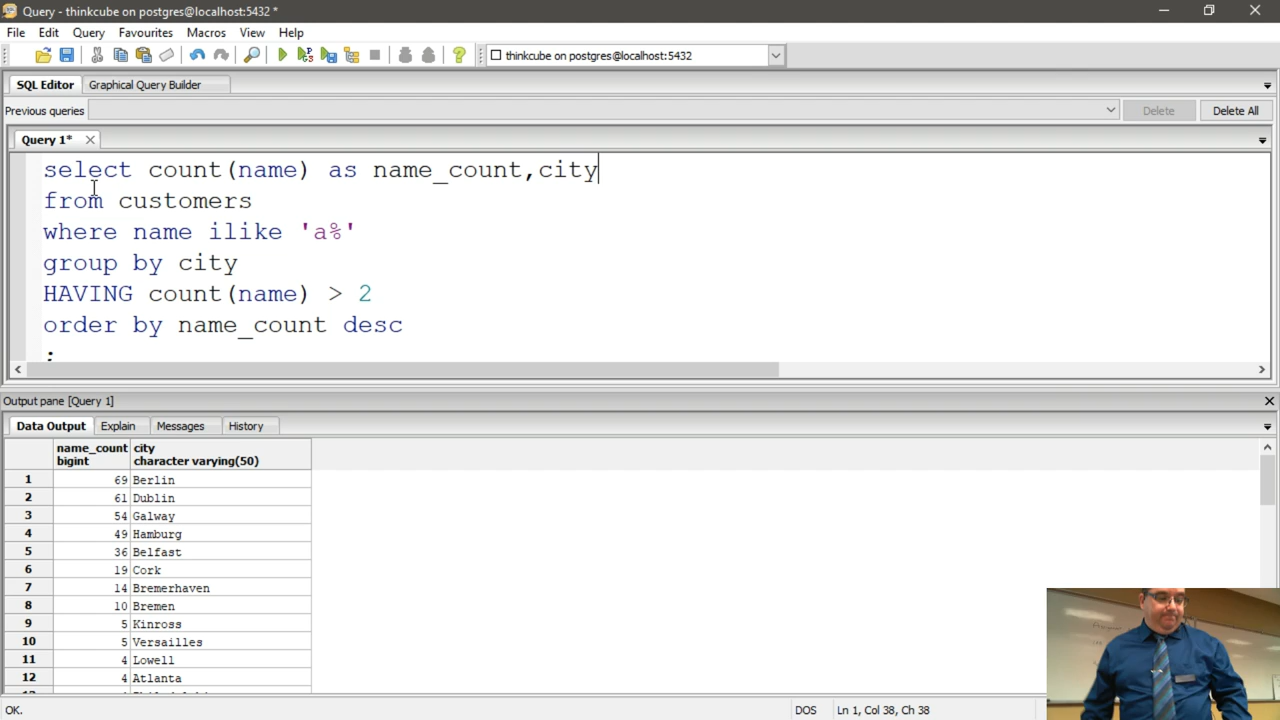 Query - thinkcube on postgres@localhost:5432 *
File Edit Query Favourites Macros View Help
thinkcube on postgres@localhost:5432
SQL Editor Graphical Query Builder
Previous queries Delete Delete All
Query 1*
select count(name) as name_count,city
from customers
where name ilike 'a%'
group by city
HAVING count(name) > 2
order by name_count desc
;
Output pane [Query 1]
Data Output Explain Messages History
name_count city
bigint character varying(50)
1 69 Berlin
2 61 Dublin
3 54 Galway
4 49 Hamburg
5 36 Belfast
6 19 Cork
7 14 Bremerhaven
8 10 Bremen
9 5 Kinross
10 5 Versailles
11 4 Lowell
12 4 Atlanta
OK. DOS Ln 1, Col 38, Ch 38